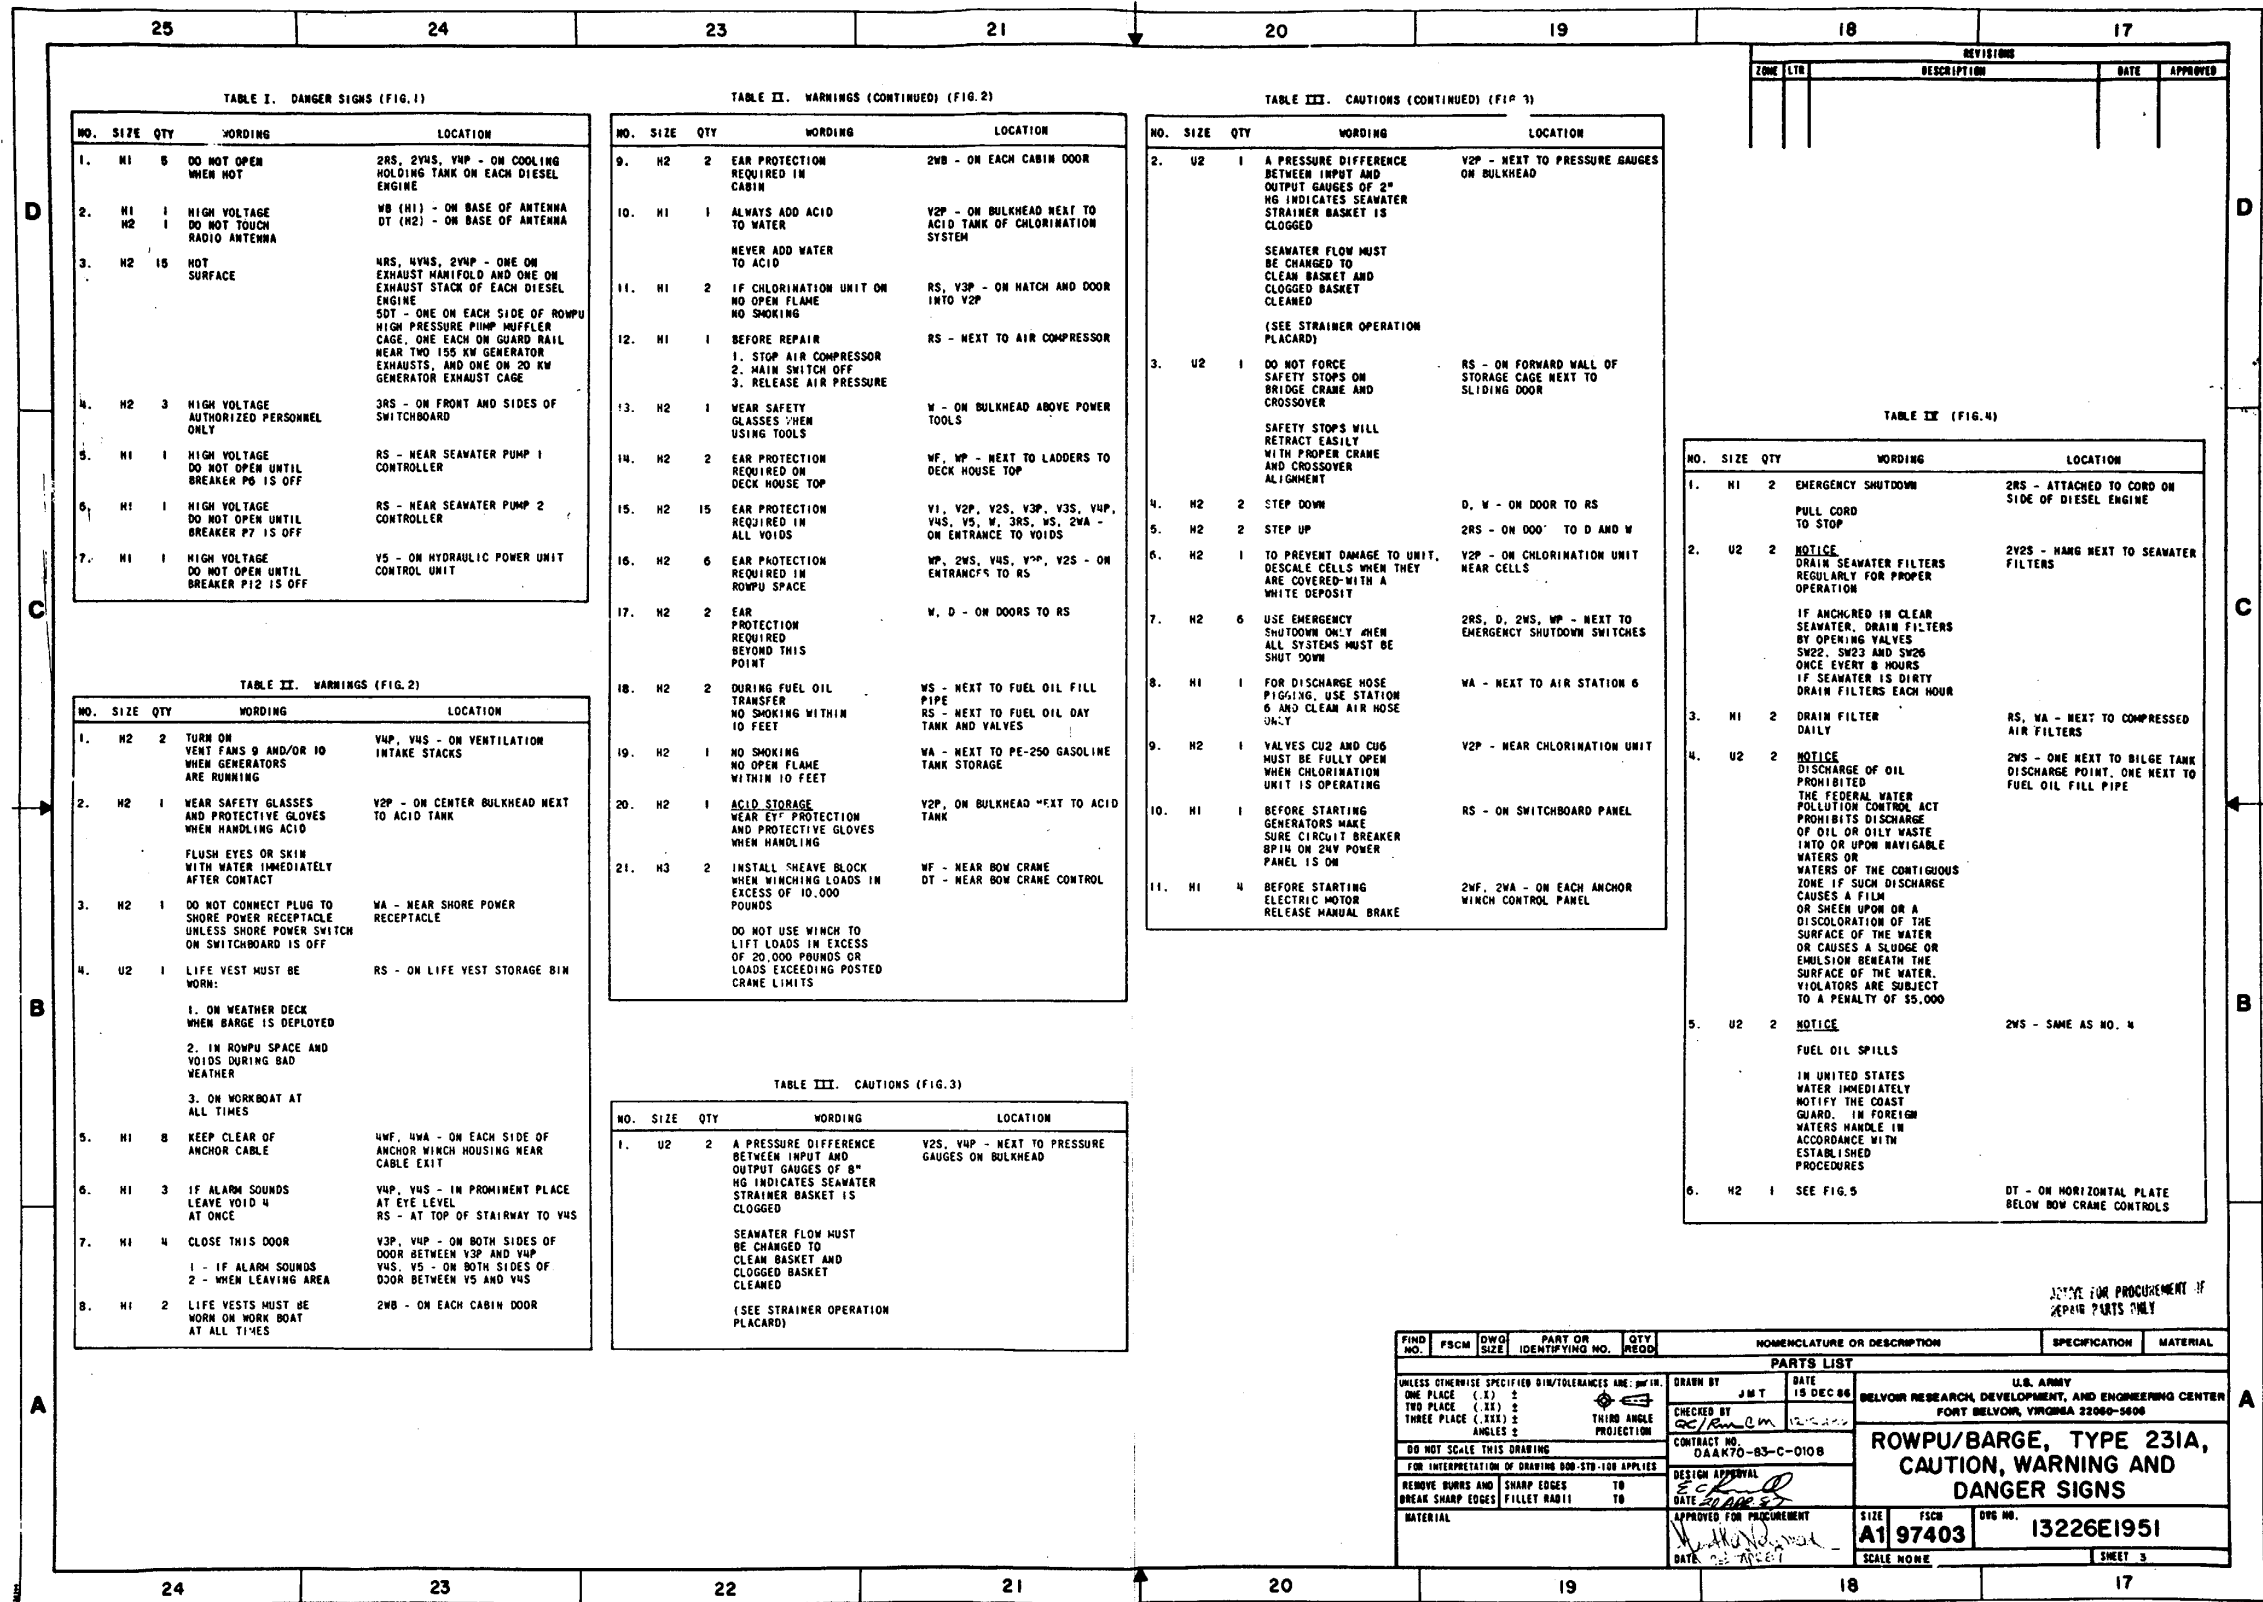 25 24 23 21 20 19 18 17
REVISIONS
ZONE LTR DESCRIPTION DATE APPROVED
D
C
B
A
TABLE I. DANGER SIGNS (FIG.1)
NO. SIZE QTY WORDING LOCATION
1. H1 5 DO NOT OPEN 2RS, 2V4S, V4P - ON COOLING
WHEN HOT HOLDING TANK ON EACH DIESEL
ENGINE
2. H1 1 HIGH VOLTAGE WB (H1) - ON BASE OF ANTENNA
H2 1 DO NOT TOUCH DT (H2) - ON BASE OF ANTENNA
RADIO ANTENNA
3. H2 15 HOT 4RS, 4V4S, 2V4P - ONE ON
SURFACE EXHAUST MANIFOLD AND ONE ON
EXHAUST STACK OF EACH DIESEL
ENGINE
5DT - ONE ON EACH SIDE OF ROWPU
HIGH PRESSURE PUMP MUFFLER
CAGE, ONE EACH ON GUARD RAIL
NEAR TWO 155 KW GENERATOR
EXHAUSTS, AND ONE ON 20 KW
GENERATOR EXHAUST CAGE
4. H2 3 HIGH VOLTAGE 3RS - ON FRONT AND SIDES OF
AUTHORIZED PERSONNEL SWITCHBOARD
ONLY
5. H1 1 HIGH VOLTAGE RS - NEAR SEAWATER PUMP 1
DO NOT OPEN UNTIL CONTROLLER
BREAKER P6 IS OFF
6. H1 1 HIGH VOLTAGE RS - NEAR SEAWATER PUMP 2
DO NOT OPEN UNTIL CONTROLLER
BREAKER P7 IS OFF
7. H1 1 HIGH VOLTAGE V5 - ON HYDRAULIC POWER UNIT
DO NOT OPEN UNTIL CONTROL UNIT
BREAKER P12 IS OFF
TABLE II. WARNINGS (FIG.2)
NO. SIZE QTY WORDING LOCATION
1. H2 2 TURN ON V4P, V4S - ON VENTILATION
VENT FANS 9 AND/OR 10 INTAKE STACKS
WHEN GENERATORS
ARE RUNNING
2. H2 1 WEAR SAFETY GLASSES V2P - ON CENTER BULKHEAD NEXT
AND PROTECTIVE GLOVES TO ACID TANK
WHEN HANDLING ACID
FLUSH EYES OR SKIN
WITH WATER IMMEDIATELY
AFTER CONTACT
3. H2 1 DO NOT CONNECT PLUG TO WA - NEAR SHORE POWER
SHORE POWER RECEPTACLE RECEPTACLE
UNLESS SHORE POWER SWITCH
ON SWITCHBOARD IS OFF
4. U2 1 LIFE VEST MUST BE RS - ON LIFE VEST STORAGE BIN
WORN:
1. ON WEATHER DECK
WHEN BARGE IS DEPLOYED
2. IN ROWPU SPACE AND
VOIDS DURING BAD
WEATHER
3. ON WORKBOAT AT
ALL TIMES
5. H1 8 KEEP CLEAR OF 4WF, 4WA - ON EACH SIDE OF
ANCHOR CABLE ANCHOR WINCH HOUSING NEAR
CABLE EXIT
6. H1 3 IF ALARM SOUNDS V4P, V4S - IN PROMINENT PLACE
LEAVE VOID 4 AT EYE LEVEL
AT ONCE RS - AT TOP OF STAIRWAY TO V4S
7. H1 4 CLOSE THIS DOOR V3P, V4P - ON BOTH SIDES OF
DOOR BETWEEN V3P AND V4P
1 - IF ALARM SOUNDS V4S, V5 - ON BOTH SIDES OF
2 - WHEN LEAVING AREA DOOR BETWEEN V5 AND V4S
8. H1 2 LIFE VESTS MUST BE 2WB - ON EACH CABIN DOOR
WORN ON WORK BOAT
AT ALL TIMES
TABLE II. WARNINGS (CONTINUED) (FIG.2)
NO. SIZE QTY WORDING LOCATION
9. H2 2 EAR PROTECTION 2WB - ON EACH CABIN DOOR
REQUIRED IN
CABIN
10. H1 1 ALWAYS ADD ACID V2P - ON BULKHEAD NEXT TO
TO WATER ACID TANK OF CHLORINATION
SYSTEM
NEVER ADD WATER
TO ACID
11. H1 2 IF CHLORINATION UNIT ON RS, V3P - ON HATCH AND DOOR
NO OPEN FLAME INTO V2P
NO SMOKING
12. H1 1 BEFORE REPAIR RS - NEXT TO AIR COMPRESSOR
1. STOP AIR COMPRESSOR
2. MAIN SWITCH OFF
3. RELEASE AIR PRESSURE
13. H2 1 WEAR SAFETY W - ON BULKHEAD ABOVE POWER
GLASSES WHEN TOOLS
USING TOOLS
14. H2 2 EAR PROTECTION WF, WP - NEXT TO LADDERS TO
REQUIRED ON DECK HOUSE TOP
DECK HOUSE TOP
15. H2 15 EAR PROTECTION V1, V2P, V2S, V3P, V3S, V4P,
REQUIRED IN V4S, V5, W, 3RS, WS, 2WA -
ALL VOIDS ON ENTRANCE TO VOIDS
16. H2 6 EAR PROTECTION WP, 2WS, V4S, V2P, V2S - ON
REQUIRED IN ENTRANCES TO RS
ROWPU SPACE
17. H2 2 EAR W, D - ON DOORS TO RS
PROTECTION
REQUIRED
BEYOND THIS
POINT
18. H2 2 DURING FUEL OIL WS - NEXT TO FUEL OIL FILL
TRANSFER PIPE
NO SMOKING WITHIN RS - NEXT TO FUEL OIL DAY
10 FEET TANK AND VALVES
19. H2 1 NO SMOKING WA - NEXT TO PE-250 GASOLINE
NO OPEN FLAME TANK STORAGE
WITHIN 10 FEET
20. H2 1 ACID STORAGE V2P, ON BULKHEAD NEXT TO ACID
WEAR EYE PROTECTION TANK
AND PROTECTIVE GLOVES
WHEN HANDLING
21. H3 2 INSTALL SHEAVE BLOCK WF - NEAR BOW CRANE
WHEN WINCHING LOADS IN DT - NEAR BOW CRANE CONTROL
EXCESS OF 10,000
POUNDS
DO NOT USE WINCH TO
LIFT LOADS IN EXCESS
OF 20,000 POUNDS OR
LOADS EXCEEDING POSTED
CRANE LIMITS
TABLE III. CAUTIONS (FIG.3)
NO. SIZE QTY WORDING LOCATION
1. U2 2 A PRESSURE DIFFERENCE V2S, V4P - NEXT TO PRESSURE
BETWEEN INPUT AND GAUGES ON BULKHEAD
OUTPUT GAUGES OF 8"
HG INDICATES SEAWATER
STRAINER BASKET IS
CLOGGED
SEAWATER FLOW MUST
BE CHANGED TO
CLEAN BASKET AND
CLOGGED BASKET
CLEANED
(SEE STRAINER OPERATION
PLACARD)
TABLE III. CAUTIONS (CONTINUED) (FIG 3)
NO. SIZE QTY WORDING LOCATION
2. U2 1 A PRESSURE DIFFERENCE V2P - NEXT TO PRESSURE GAUGES
BETWEEN INPUT AND ON BULKHEAD
OUTPUT GAUGES OF 2"
HG INDICATES SEAWATER
STRAINER BASKET IS
CLOGGED
SEAWATER FLOW MUST
BE CHANGED TO
CLEAN BASKET AND
CLOGGED BASKET
CLEANED
(SEE STRAINER OPERATION
PLACARD)
3. U2 1 DO NOT FORCE RS - ON FORWARD WALL OF
SAFETY STOPS ON STORAGE CAGE NEXT TO
BRIDGE CRANE AND SLIDING DOOR
CROSSOVER
SAFETY STOPS WILL
RETRACT EASILY
WITH PROPER CRANE
AND CROSSOVER
ALIGNMENT
4. H2 2 STEP DOWN D, W - ON DOOR TO RS
5. H2 2 STEP UP 2RS - ON DOO TO D AND W
6. H2 1 TO PREVENT DAMAGE TO UNIT, V2P - ON CHLORINATION UNIT
DESCALE CELLS WHEN THEY NEAR CELLS
ARE COVERED WITH A
WHITE DEPOSIT
7. H2 6 USE EMERGENCY 2RS, D, 2WS, WP - NEXT TO
SHUTDOWN ONLY WHEN EMERGENCY SHUTDOWN SWITCHES
ALL SYSTEMS MUST BE
SHUT DOWN
8. H1 1 FOR DISCHARGE HOSE WA - NEXT TO AIR STATION 6
PIGGING, USE STATION
6 AND CLEAN AIR HOSE
ONLY
9. H2 1 VALVES CU2 AND CU6 V2P - NEAR CHLORINATION UNIT
MUST BE FULLY OPEN
WHEN CHLORINATION
UNIT IS OPERATING
10. H1 1 BEFORE STARTING RS - ON SWITCHBOARD PANEL
GENERATORS MAKE
SURE CIRCUIT BREAKER
BP14 ON 24V POWER
PANEL IS ON
11. H1 4 BEFORE STARTING 2WF, 2WA - ON EACH ANCHOR
ELECTRIC MOTOR WINCH CONTROL PANEL
RELEASE MANUAL BRAKE
TABLE IV (FIG.4)
NO. SIZE QTY WORDING LOCATION
1. H1 2 EMERGENCY SHUTDOWN 2RS - ATTACHED TO CORD ON
SIDE OF DIESEL ENGINE
PULL CORD
TO STOP
2. U2 2 NOTICE 2V2S - HANG NEXT TO SEAWATER
DRAIN SEAWATER FILTERS FILTERS
REGULARLY FOR PROPER
OPERATION
IF ANCHORED IN CLEAR
SEAWATER, DRAIN FILTERS
BY OPENING VALVES
SW22, SW23 AND SW26
ONCE EVERY 8 HOURS
IF SEAWATER IS DIRTY
DRAIN FILTERS EACH HOUR
3. H1 2 DRAIN FILTER RS, WA - NEXT TO COMPRESSED
DAILY AIR FILTERS
4. U2 2 NOTICE 2WS - ONE NEXT TO BILGE TANK
DISCHARGE OF OIL DISCHARGE POINT, ONE NEXT TO
PROHIBITED FUEL OIL FILL PIPE
THE FEDERAL WATER
POLLUTION CONTROL ACT
PROHIBITS DISCHARGE
OF OIL OR OILY WASTE
INTO OR UPON NAVIGABLE
WATERS OR
WATERS OF THE CONTIGUOUS
ZONE IF SUCH DISCHARGE
CAUSES A FILM
OR SHEEN UPON OR A
DISCOLORATION OF THE
SURFACE OF THE WATER
OR CAUSES A SLUDGE OR
EMULSION BENEATH THE
SURFACE OF THE WATER.
VIOLATORS ARE SUBJECT
TO A PENALTY OF $5,000
5. U2 2 NOTICE 2WS - SAME AS NO. 4
FUEL OIL SPILLS
IN UNITED STATES
WATER IMMEDIATELY
NOTIFY THE COAST
GUARD. IN FOREIGN
WATERS HANDLE IN
ACCORDANCE WITH
ESTABLISHED
PROCEDURES
6. H2 1 SEE FIG.5 DT - ON HORIZONTAL PLATE
BELOW BOW CRANE CONTROLS
FOR PROCUREMENT OF
REPAIR PARTS ONLY
FIND NO. FSCM DWG SIZE PART OR IDENTIFYING NO. QTY REQD NOMENCLATURE OR DESCRIPTION SPECIFICATION MATERIAL
PARTS LIST
UNLESS OTHERWISE SPECIFIED DIM/TOLERANCES ARE: IN.
ONE PLACE (.X) ±
TWO PLACE (.XX) ±
THREE PLACE (.XXX) ±
ANGLES ±
THIRD ANGLE
PROJECTION
DO NOT SCALE THIS DRAWING
FOR INTERPRETATION OF DRAWING DOD-STD-100 APPLIES
REMOVE BURRS AND SHARP EDGES TO
BREAK SHARP EDGES FILLET RADII TO
MATERIAL
DRAWN BY DATE
JMT 15 DEC 86
CHECKED BY
CONTRACT NO.
DAAK70-83-C-0108
DESIGN APPROVAL
DATE 20 APR 87
APPROVED FOR PROCUREMENT
DATE
U.S. ARMY
BELVOIR RESEARCH, DEVELOPMENT, AND ENGINEERING CENTER
FORT BELVOIR, VIRGINIA 22060-5606
ROWPU/BARGE, TYPE 231A,
CAUTION, WARNING AND
DANGER SIGNS
SIZE FSCM DWG NO.
A1 97403 13226E1951
SCALE NONE SHEET 3
24 23 22 21 20 19 18 17